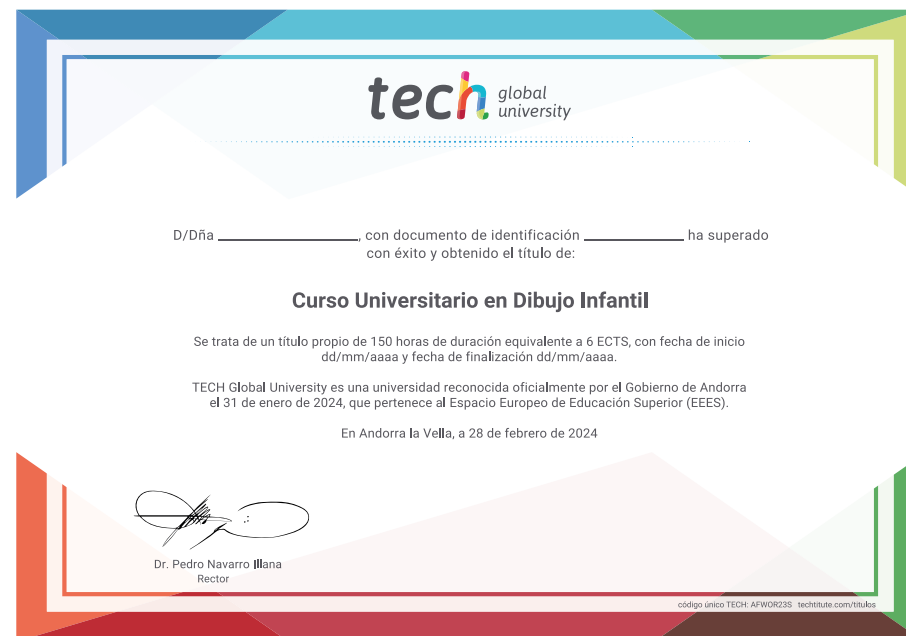 tech global
university
D/Dña ____________________, con documento de identificación ______________ ha superado
con éxito y obtenido el título de:
Curso Universitario en Dibujo Infantil
Se trata de un título propio de 150 horas de duración equivalente a 6 ECTS, con fecha de inicio
dd/mm/aaaa y fecha de finalización dd/mm/aaaa.
TECH Global University es una universidad reconocida oficialmente por el Gobierno de Andorra
el 31 de enero de 2024, que pertenece al Espacio Europeo de Educación Superior (EEES).
En Andorra la Vella, a 28 de febrero de 2024
Dr. Pedro Navarro Illana
Rector
código único TECH: AFWOR23S techtitute.com/titulos